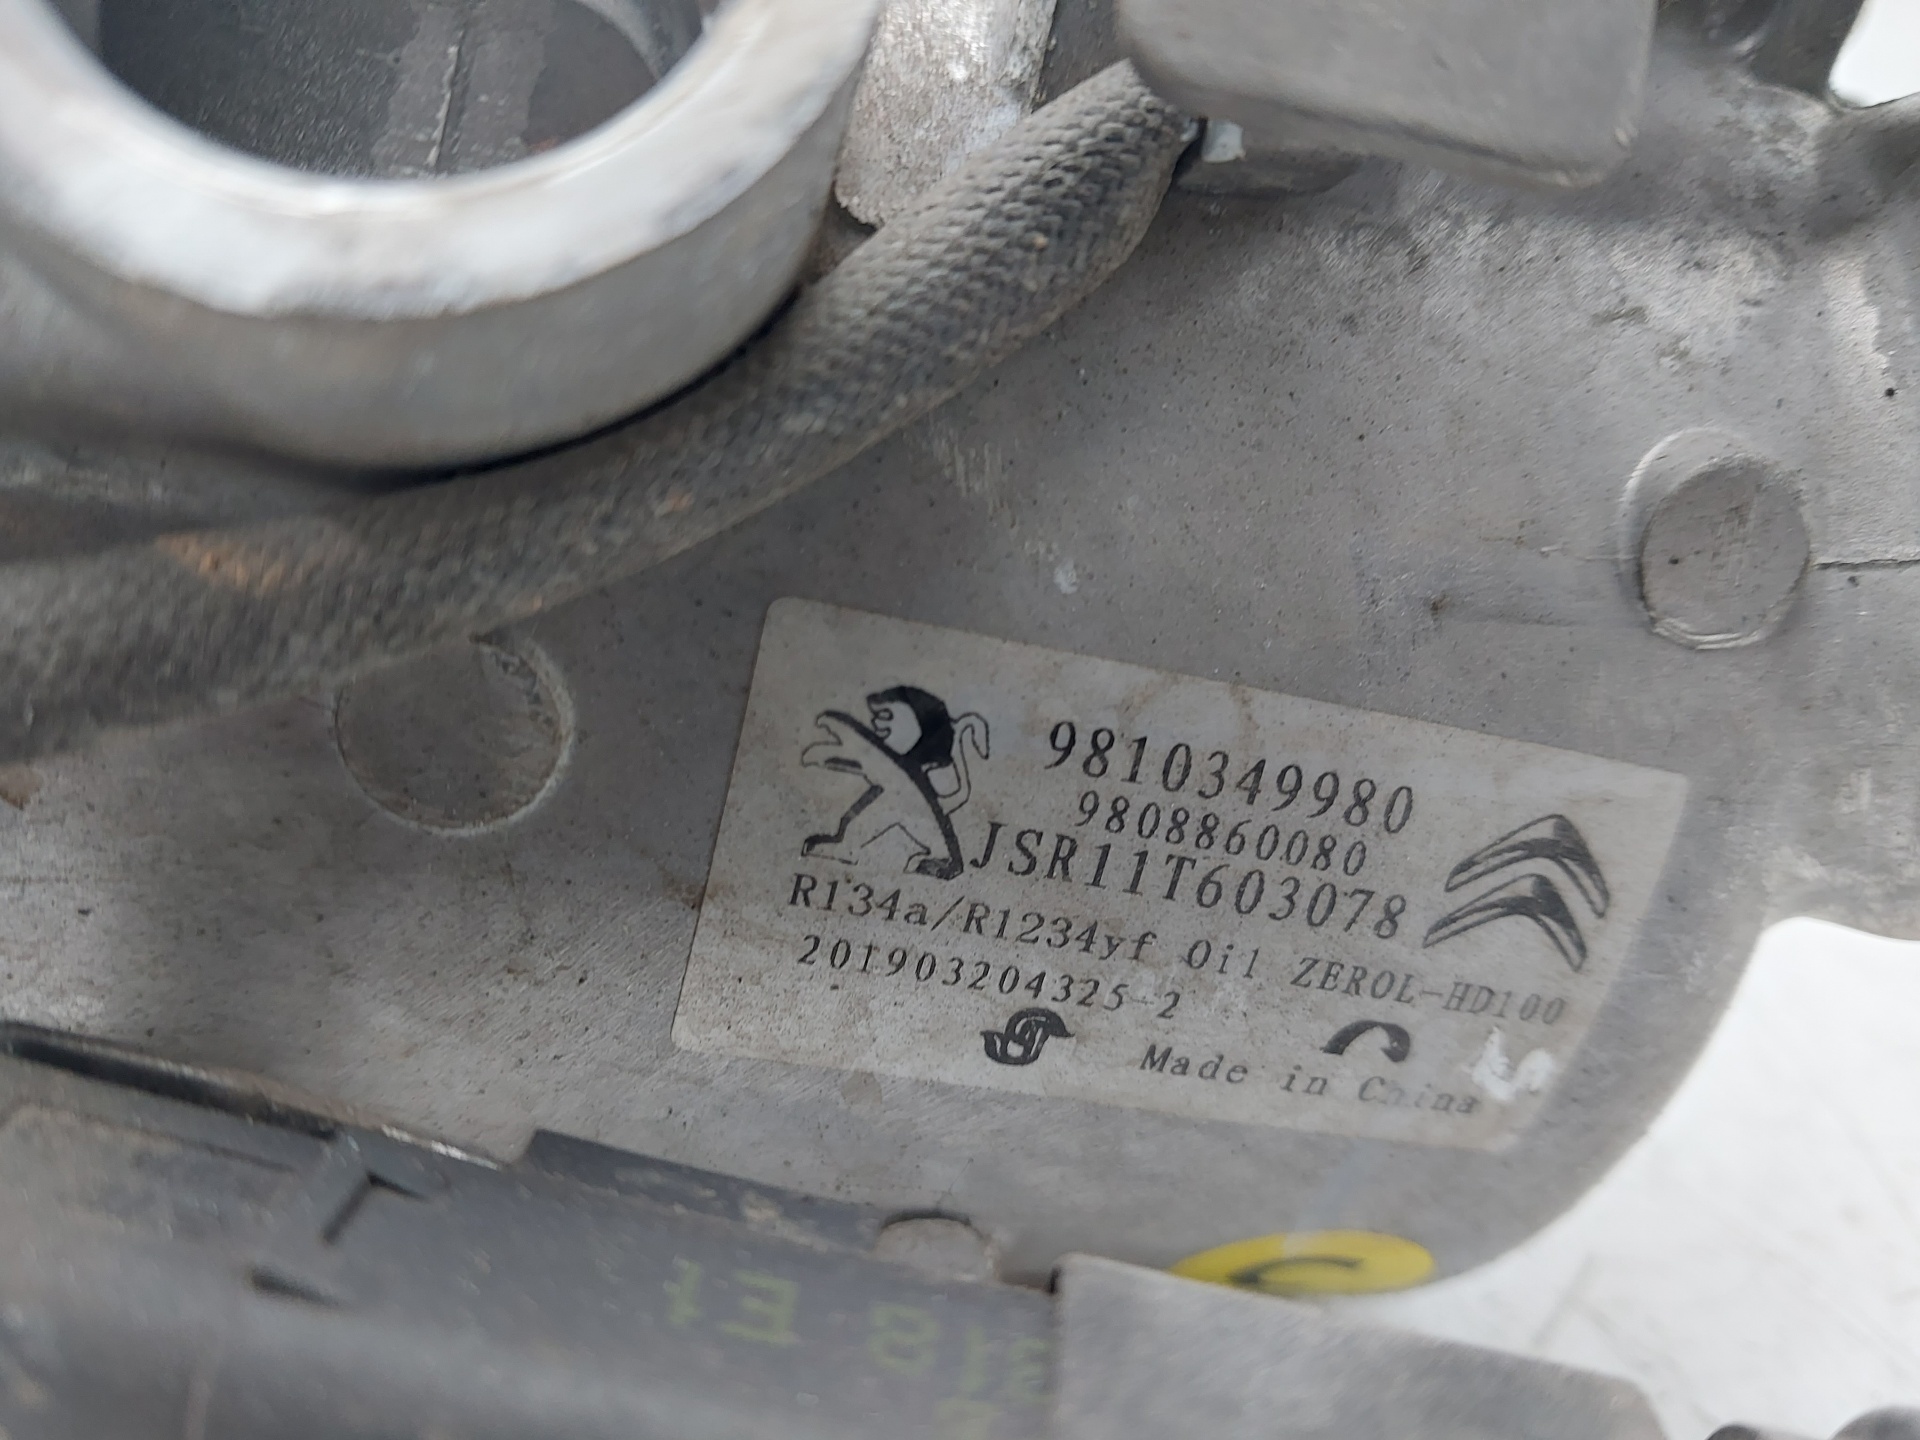 9810349980
9808860080
JSR11T603078
R134a/R1234yf Oil ZEROL-HD100
201903204325-2
Made in China